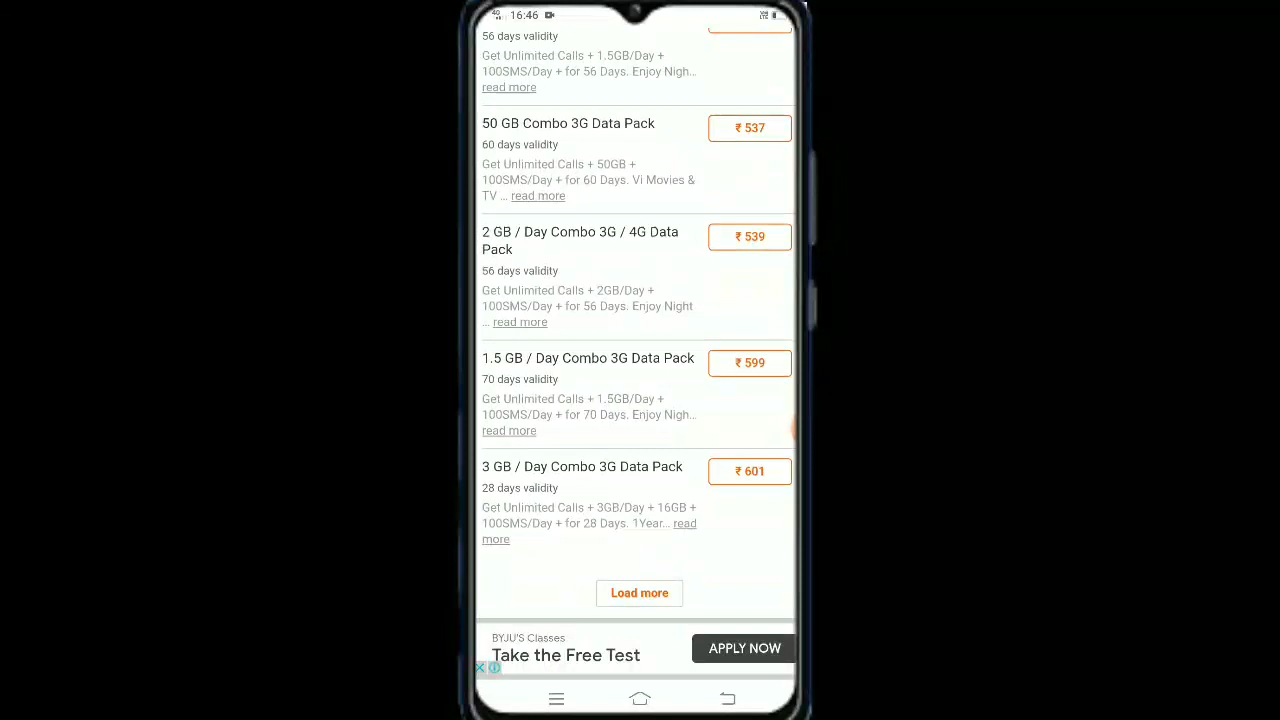 4G 16:46
56 days validity
Get Unlimited Calls + 1.5GB/Day +
100SMS/Day + for 56 Days. Enjoy Nigh...
read more
50 GB Combo 3G Data Pack
₹ 537
60 days validity
Get Unlimited Calls + 50GB +
100SMS/Day + for 60 Days. Vi Movies &
TV ... read more
2 GB / Day Combo 3G / 4G Data
Pack
₹ 539
56 days validity
Get Unlimited Calls + 2GB/Day +
100SMS/Day + for 56 Days. Enjoy Night
... read more
1.5 GB / Day Combo 3G Data Pack
₹ 599
70 days validity
Get Unlimited Calls + 1.5GB/Day +
100SMS/Day + for 70 Days. Enjoy Nigh...
read more
3 GB / Day Combo 3G Data Pack
₹ 601
28 days validity
Get Unlimited Calls + 3GB/Day + 16GB +
100SMS/Day + for 28 Days. 1Year... read
more
Load more
BYJU'S Classes
Take the Free Test
APPLY NOW